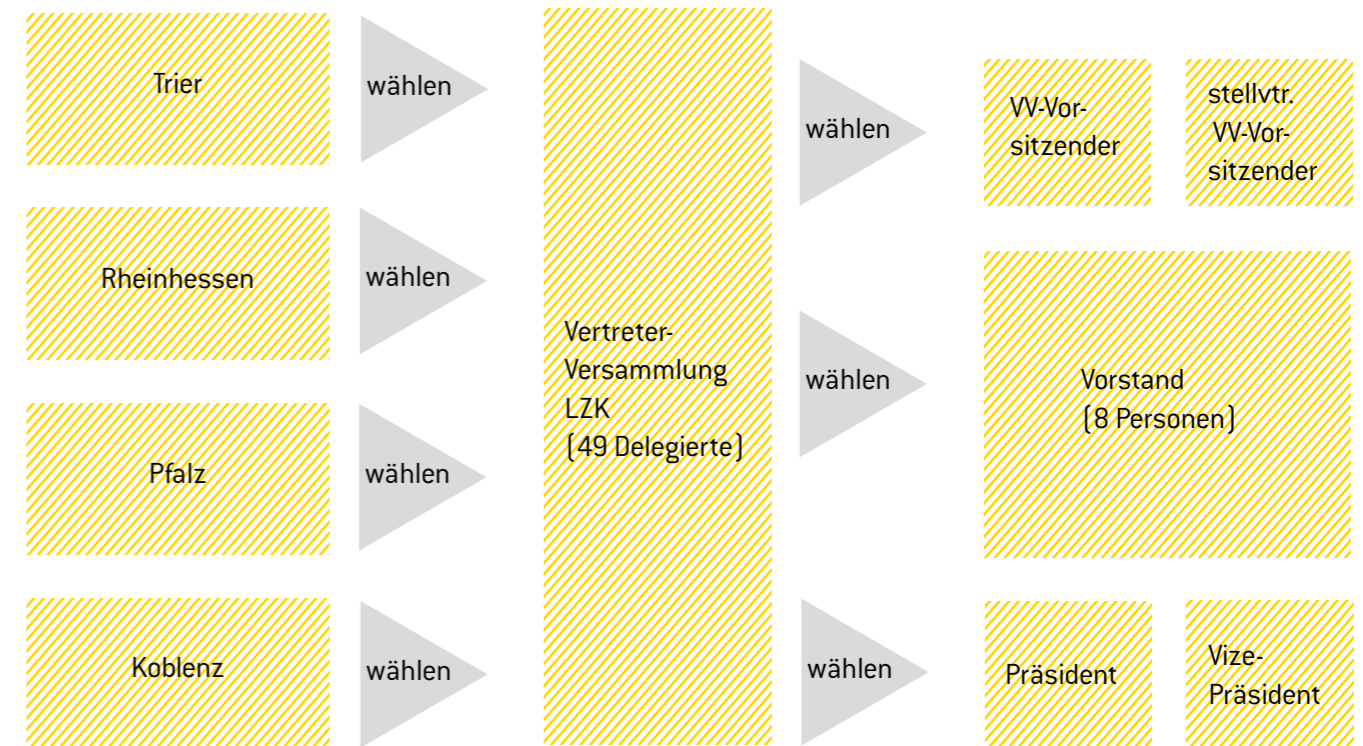 Trier
wählen
Rheinhessen
wählen
Pfalz
wählen
Koblenz
wählen
Vertreter-
Versammlung
LZK
(49 Delegierte)
wählen
VV-Vor-
sitzender
stellvtr.
VV-Vor-
sitzender
wählen
Vorstand
(8 Personen)
wählen
Präsident
Vize-
Präsident